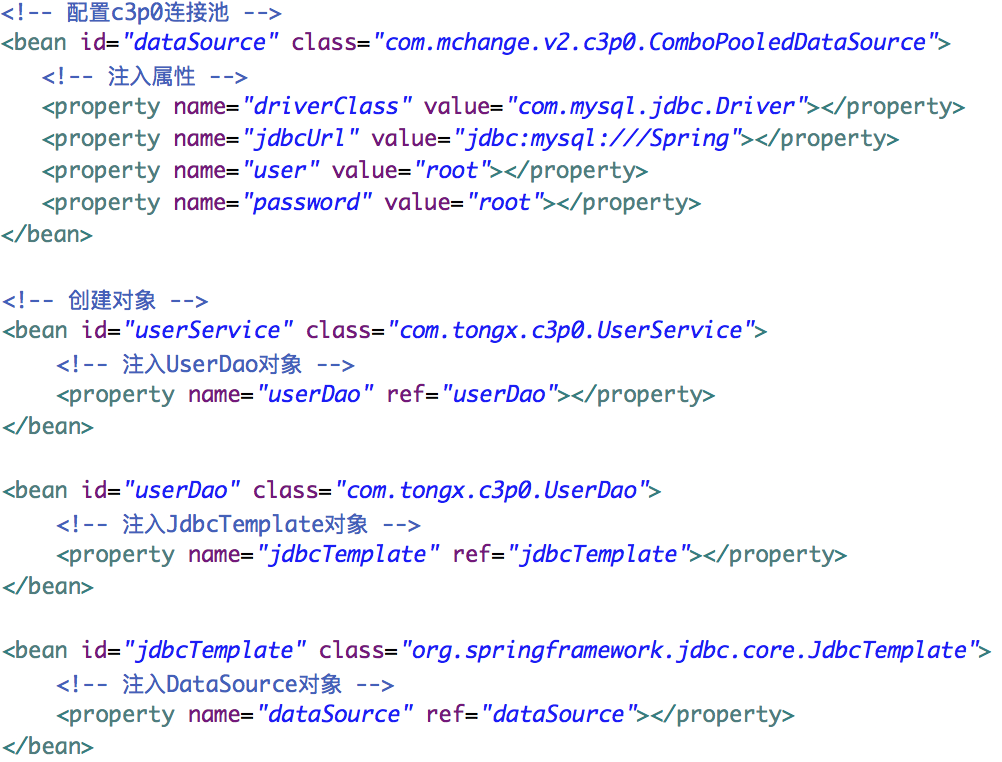 <!-- 配置c3p0连接池 -->
<bean id="dataSource" class="com.mchange.v2.c3p0.ComboPooledDataSource">
<!-- 注入属性 -->
<property name="driverClass" value="com.mysql.jdbc.Driver"></property>
<property name="jdbcUrl" value="jdbc:mysql:///Spring"></property>
<property name="user" value="root"></property>
<property name="password" value="root"></property>
</bean>
<!-- 创建对象 -->
<bean id="userService" class="com.tongx.c3p0.UserService">
<!-- 注入UserDao对象 -->
<property name="userDao" ref="userDao"></property>
</bean>
<bean id="userDao" class="com.tongx.c3p0.UserDao">
<!-- 注入JdbcTemplate对象 -->
<property name="jdbcTemplate" ref="jdbcTemplate"></property>
</bean>
<bean id="jdbcTemplate" class="org.springframework.jdbc.core.JdbcTemplate">
<!-- 注入DataSource对象 -->
<property name="dataSource" ref="dataSource"></property>
</bean>